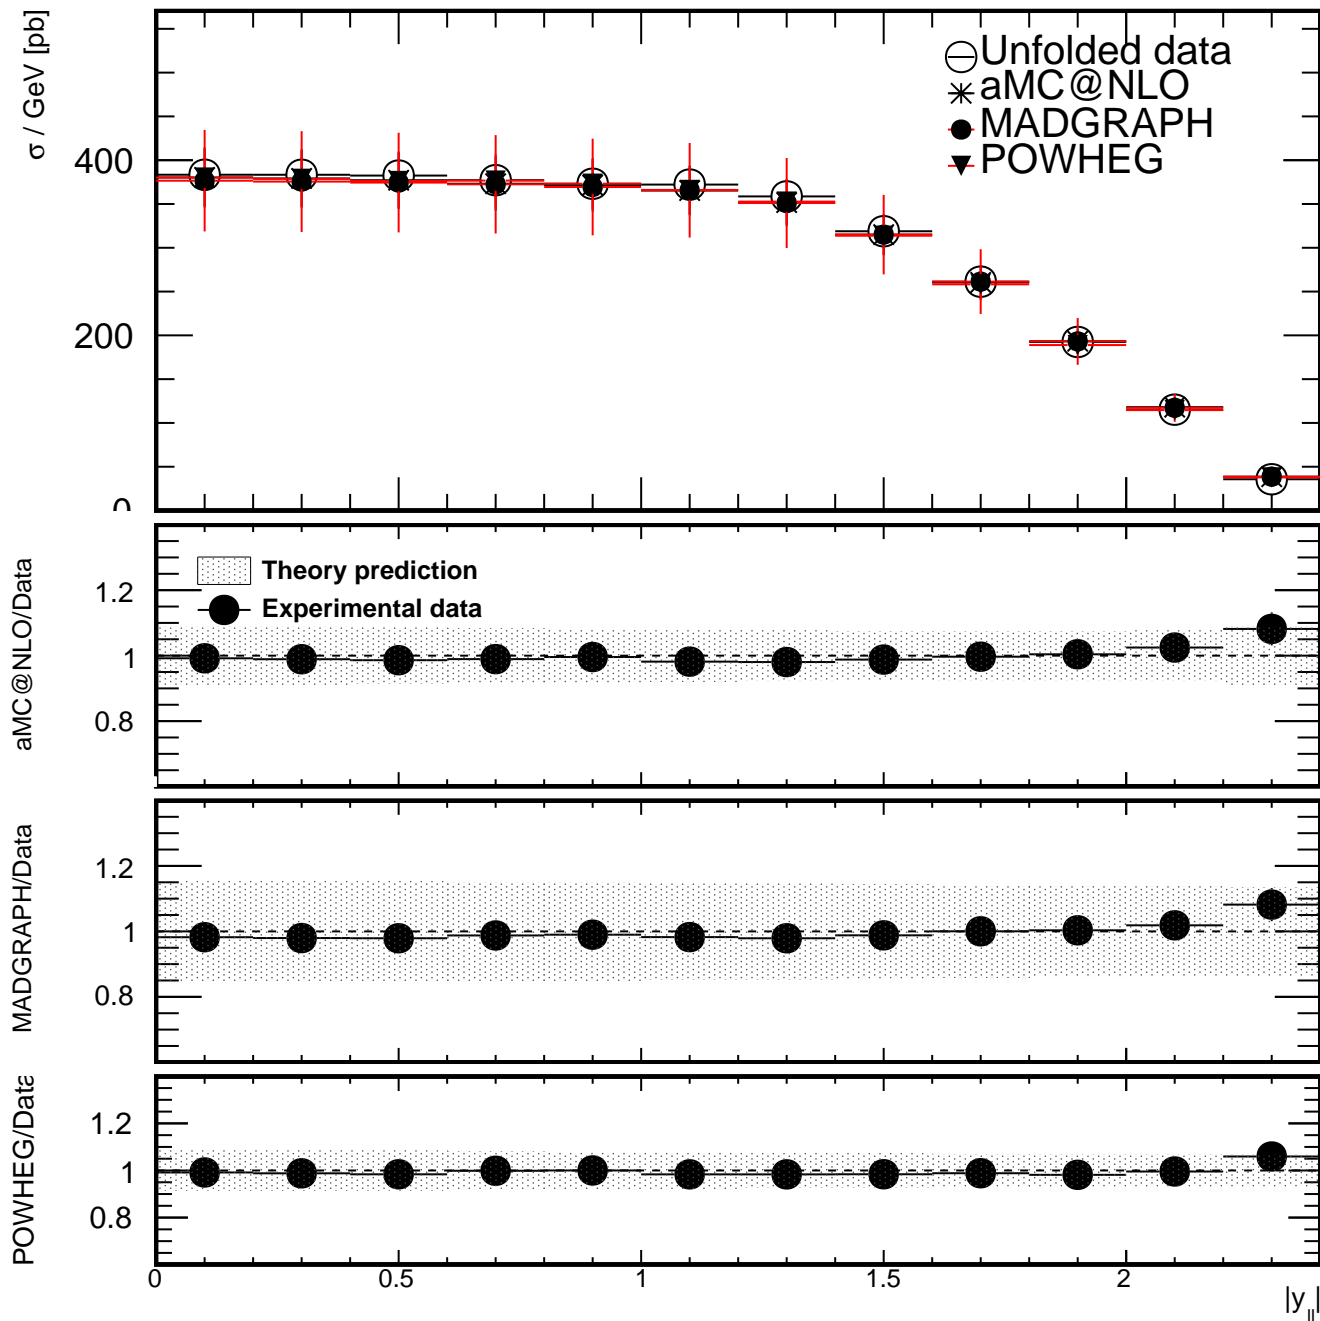 σ / GeV [pb]
Unfolded data
aMC@NLO
MADGRAPH
POWHEG
400
200
0
aMC@NLO/Data
Theory prediction
Experimental data
1.2
1
0.8
MADGRAPH/Data
1.2
1
0.8
POWHEG/Data
1.2
1
0.8
0 0.5 1 1.5 2
|y_ll|